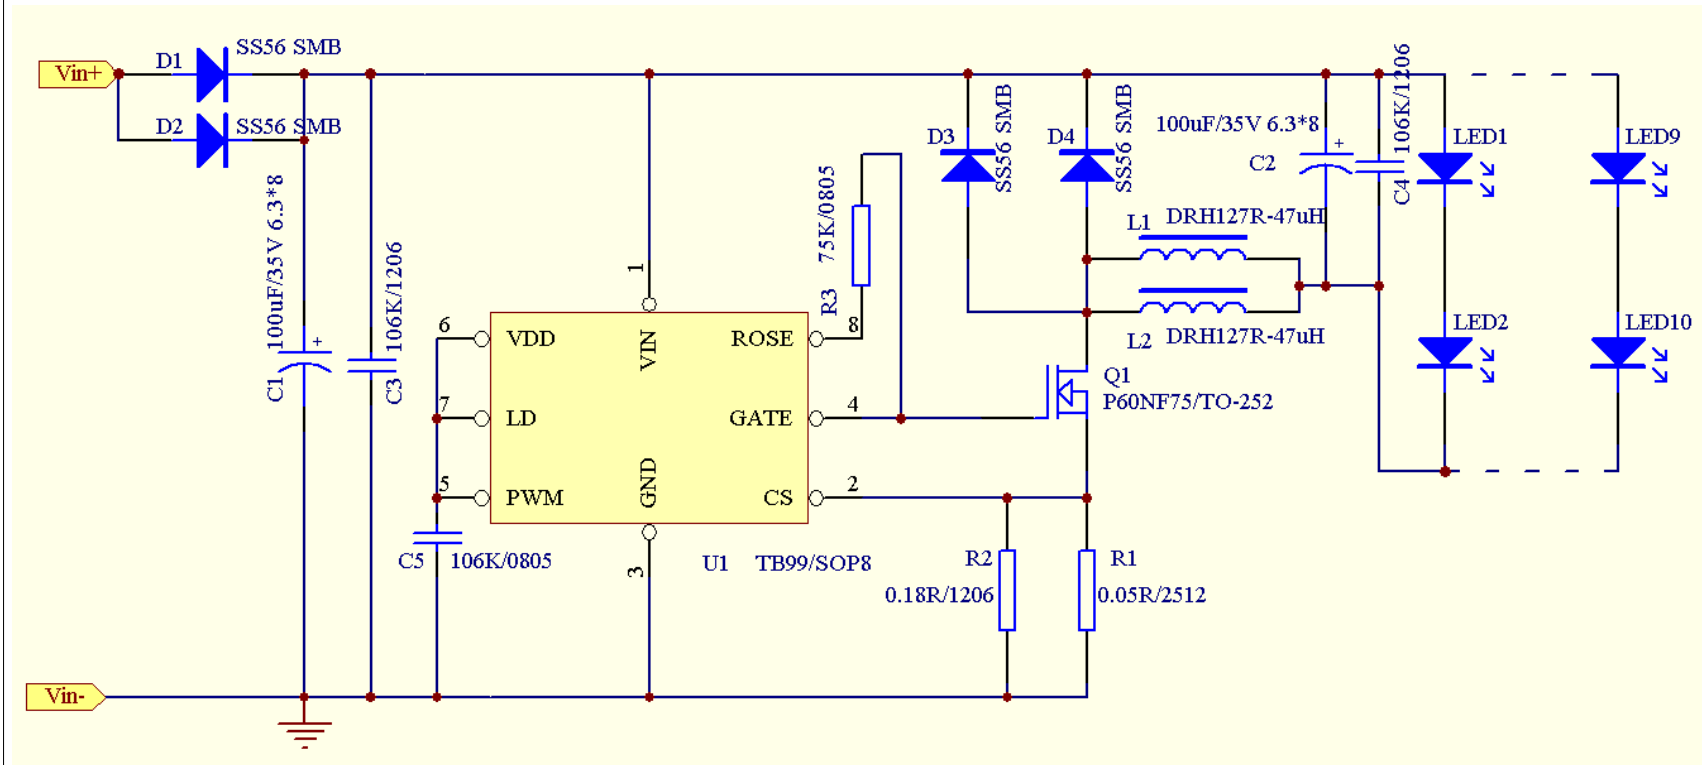 Vin+
D1
SS56 SMB
D2
SS56 SMB
100uF/35V 6.3*8
+
C1
106K/1206
C3
1
6
VDD
VIN
ROSE
8
7
LD
GATE
4
5
PWM
GND
CS
2
C5
106K/0805
3
U1
TB99/SOP8
75K/0805
R3
D3
SS56 SMB
D4
SS56 SMB
100uF/35V 6.3*8
+
C2
106K/1206
C4
L1
DRH127R-47uH
L2
DRH127R-47uH
Q1
P60NF75/TO-252
R2
0.18R/1206
R1
0.05R/2512
LED1
LED9
LED2
LED10
Vin-